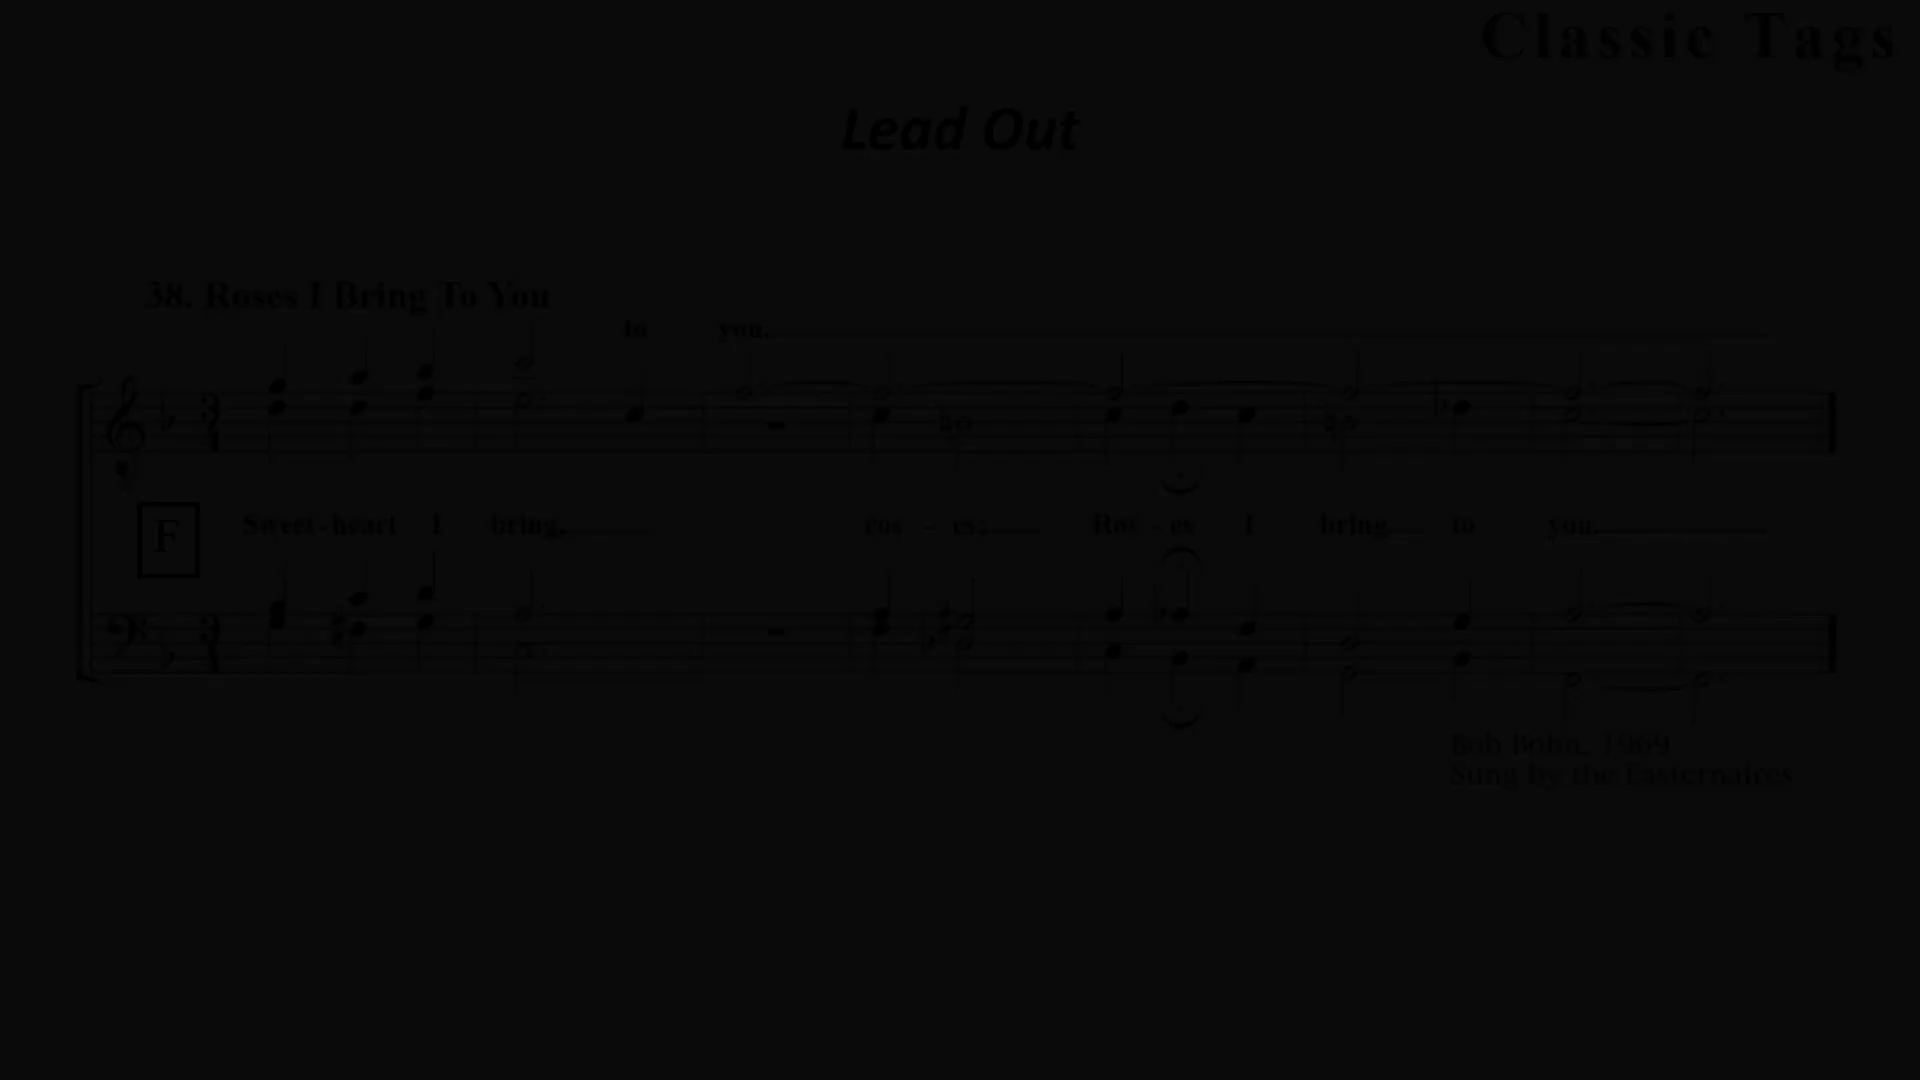 Classic Tags
Lead Out
38. Roses I Bring To You
to you.
F
Sweet - heart I bring. ros - es; Ros - es I bring to you.
Bob Bohn, 1969
Sung by the Easternaires